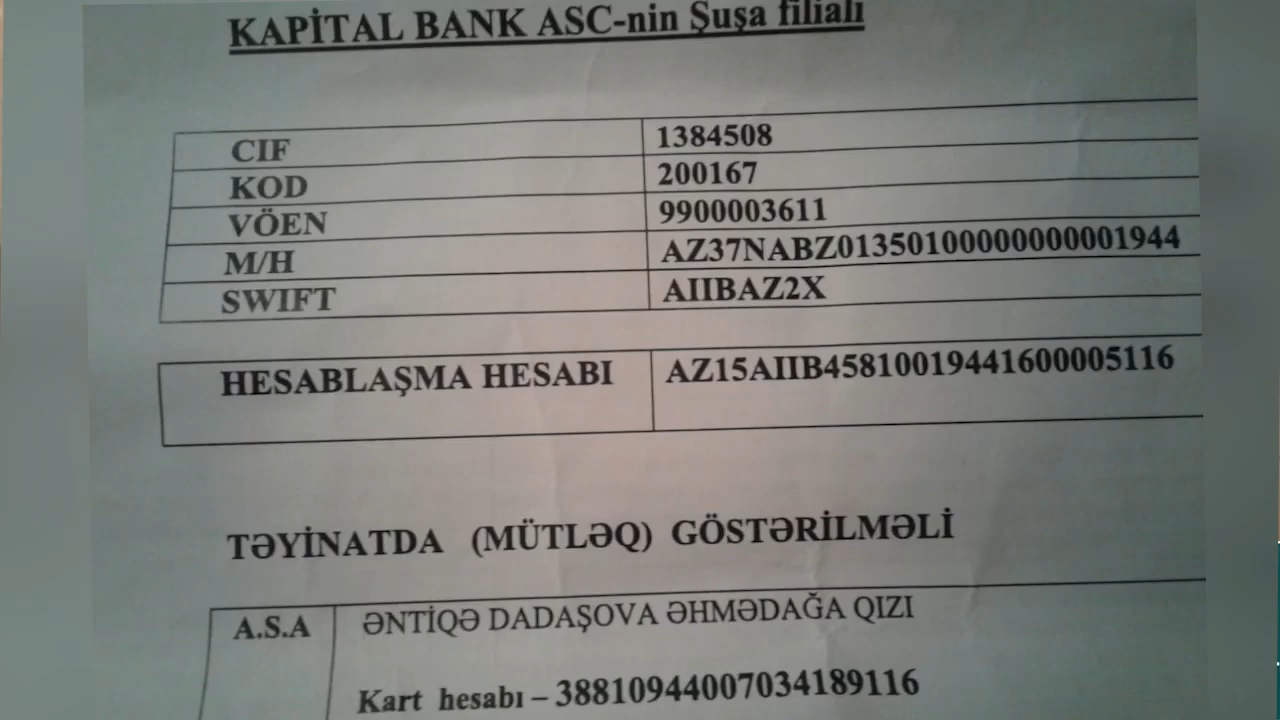 KAPİTAL BANK ASC-nin Şuşa filialı
CIF 1384508
KOD 200167
VÖEN 9900003611
M/H AZ37NABZ01350100000000001944
SWIFT AIIBAZ2X
HESABLAŞMA HESABI AZ15AIIB45810019441600005116
TƏYİNATDA (MÜTLƏQ) GÖSTƏRİLMƏLİ
A.S.A ƏNTİQƏ DADAŞOVA ƏHMƏDAĞA QIZI
Kart hesabı – 38810944007034189116